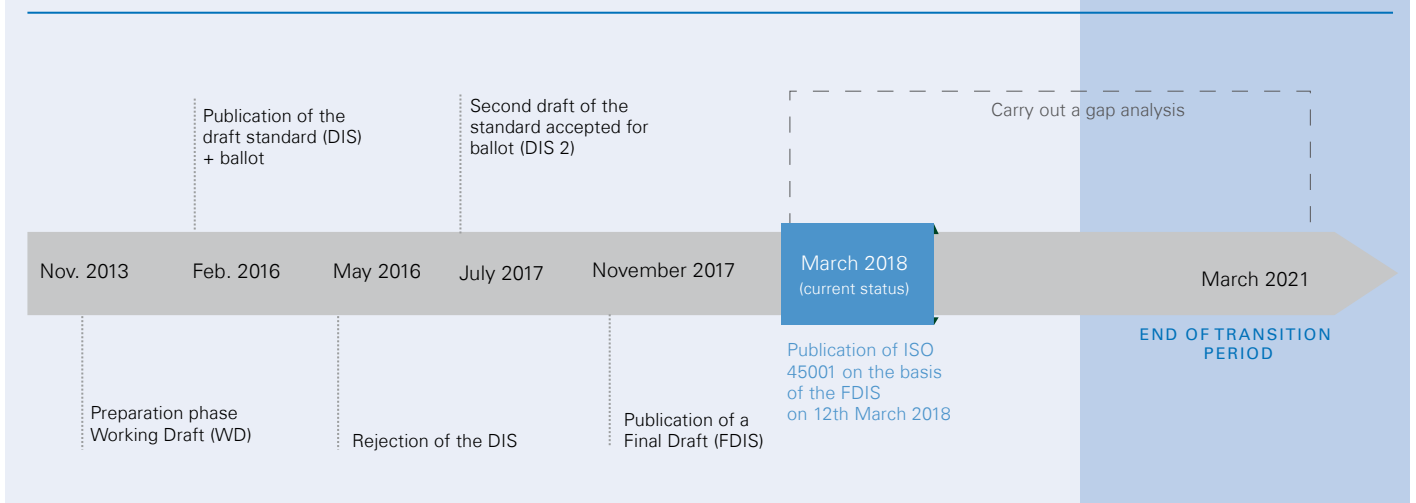 Publication of the
draft standard (DIS)
+ ballot
Second draft of the
standard accepted for
ballot (DIS 2)
Carry out a gap analysis
Nov. 2013
Feb. 2016
May 2016
July 2017
November 2017
March 2018
(current status)
March 2021
END OF TRANSITION
PERIOD
Publication of ISO
45001 on the basis
of the FDIS
on 12th March 2018
Preparation phase
Working Draft (WD)
Rejection of the DIS
Publication of a
Final Draft (FDIS)